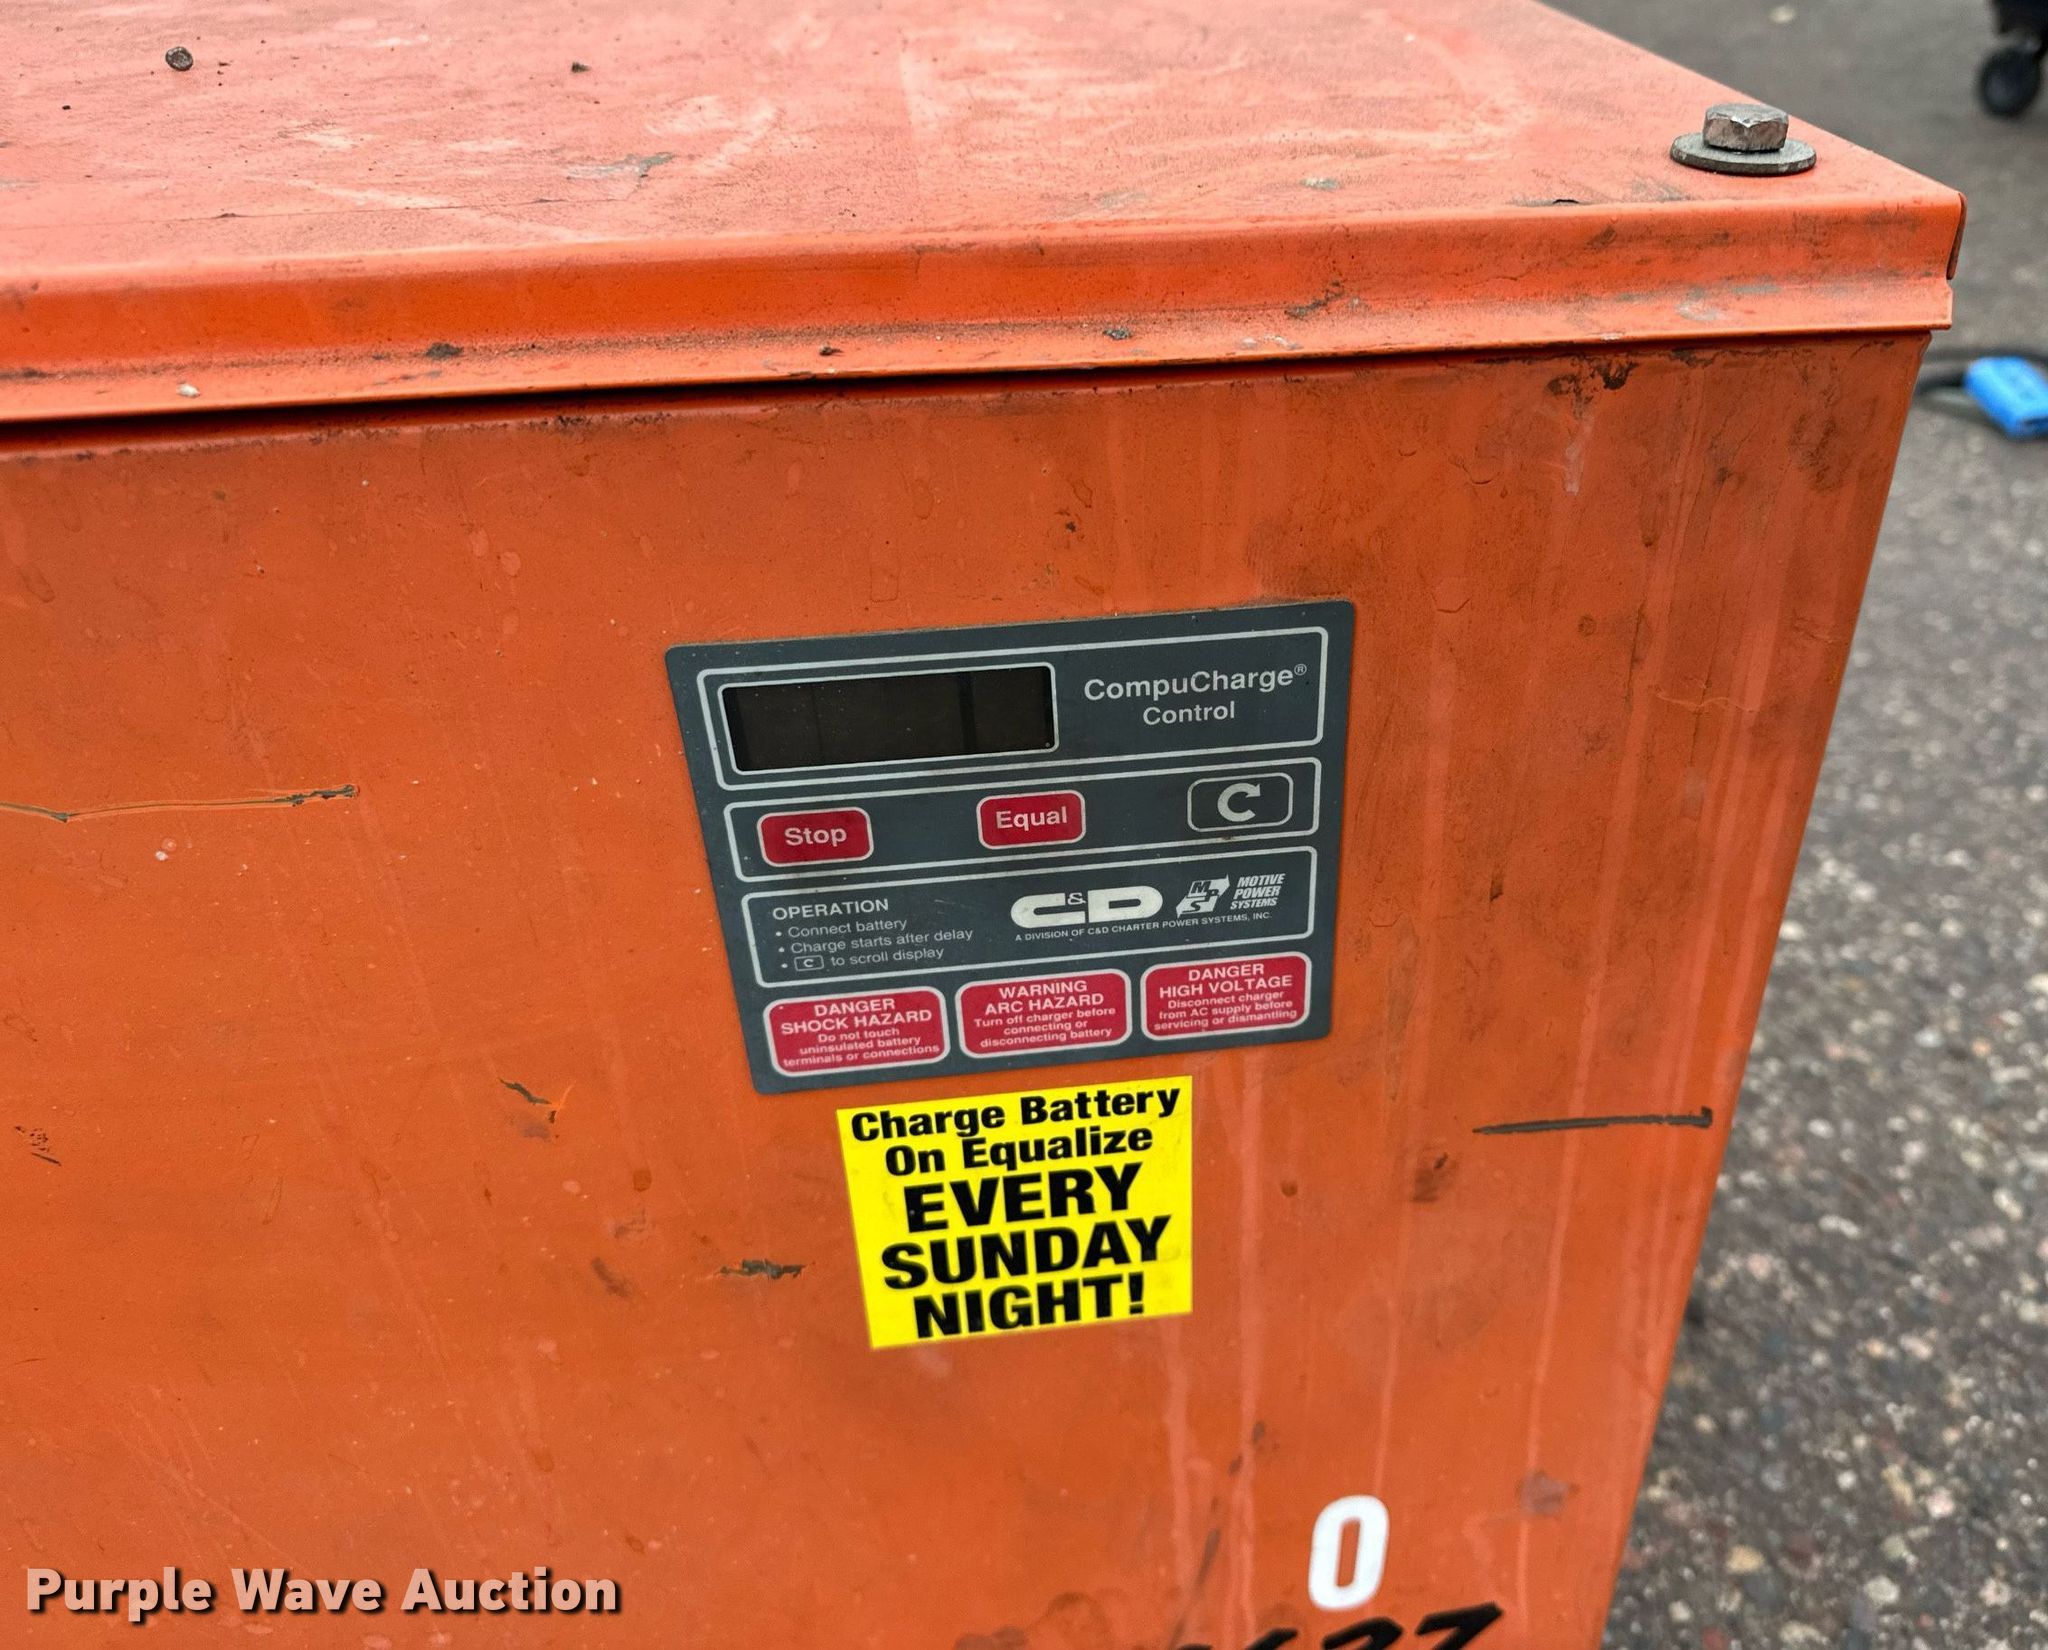 CompuCharge®
Control
Stop
Equal
C
OPERATION
• Connect battery
• Charge starts after delay
• C to scroll display
C&D
MPSI
MOTIVE
POWER
SYSTEMS
A DIVISION OF C&D CHARTER POWER SYSTEMS, INC.
DANGER
SHOCK HAZARD
Do not touch
uninsulated battery
terminals or connections
WARNING
ARC HAZARD
Turn off charger before
connecting or
disconnecting battery
DANGER
HIGH VOLTAGE
Disconnect charger
from AC supply before
servicing or dismantling
Charge Battery
On Equalize
EVERY
SUNDAY
NIGHT!
0
Purple Wave Auction